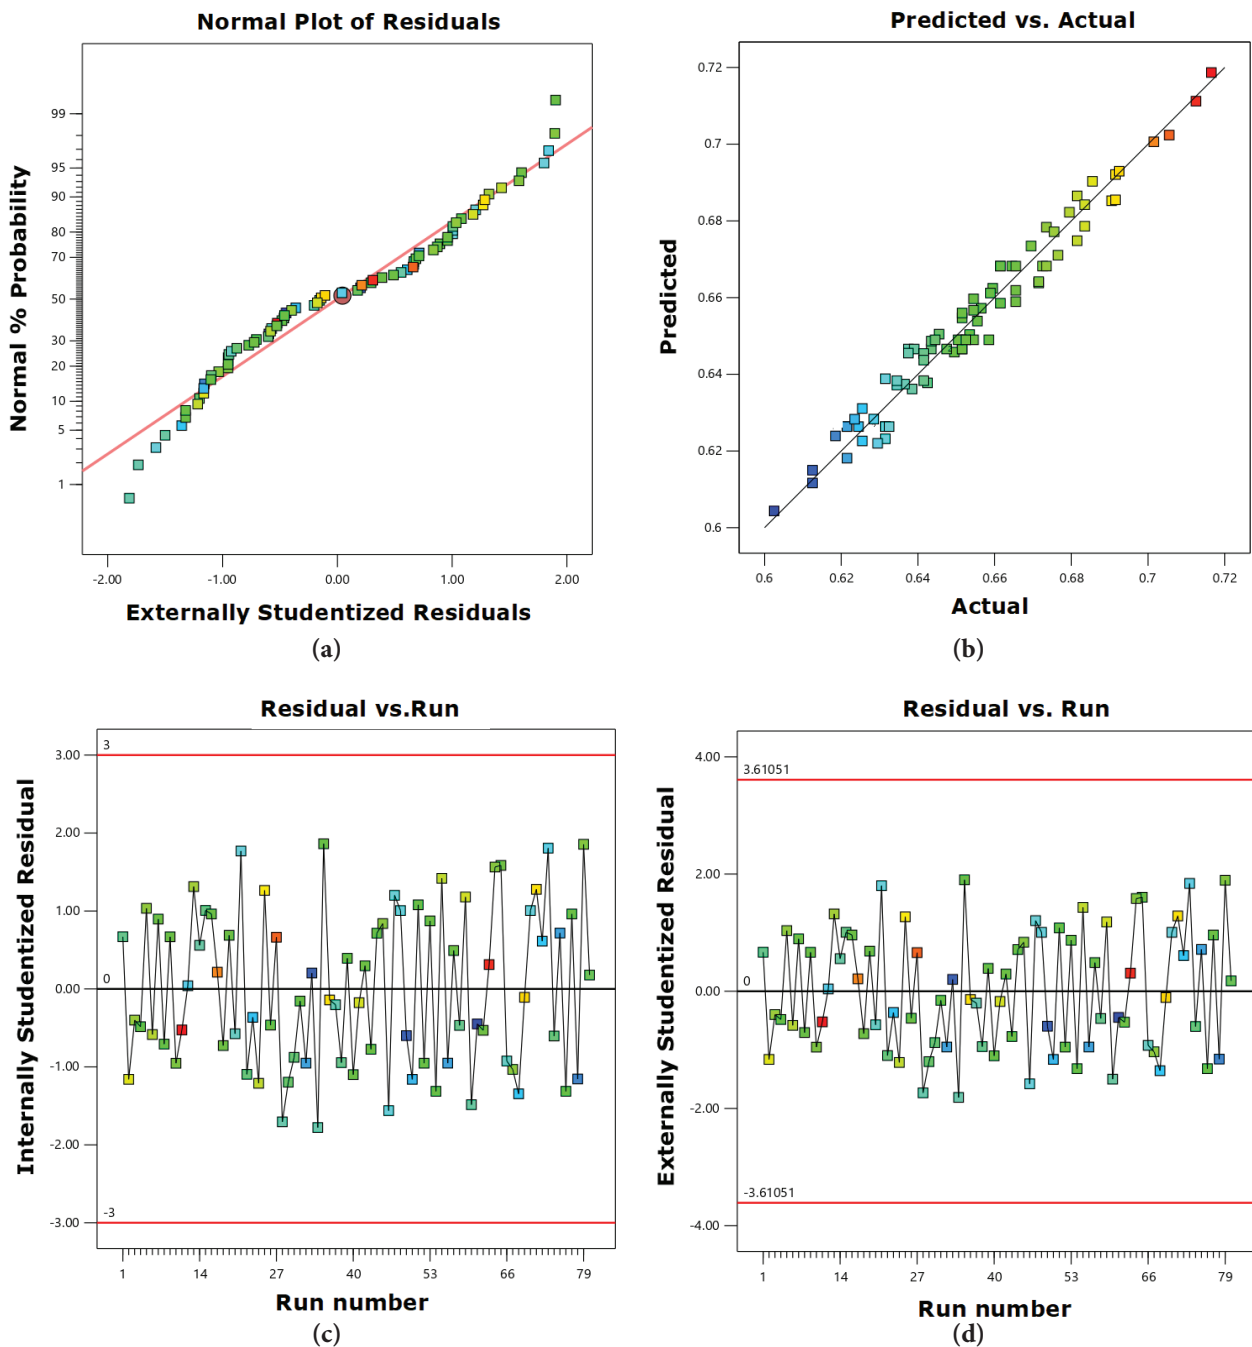 Normal Plot of Residuals
Normal % Probability
99
95
90
80
70
50
30
20
10
5
1
-2.00 -1.00 0.00 1.00 2.00
Externally Studentized Residuals
(a)
Predicted vs. Actual
Predicted
0.72
0.7
0.68
0.66
0.64
0.62
0.6
0.6 0.62 0.64 0.66 0.68 0.7 0.72
Actual
(b)
Residual vs.Run
Internally Studentized Residual
3.00
2.00
1.00
0.00
-1.00
-2.00
-3.00
3
0
-3
1 14 27 40 53 66 79
Run number
(c)
Residual vs. Run
Externally Studentized Residual
4.00
2.00
0.00
-2.00
-4.00
3.61051
0
-3.61051
1 14 27 40 53 66 79
Run number
(d)